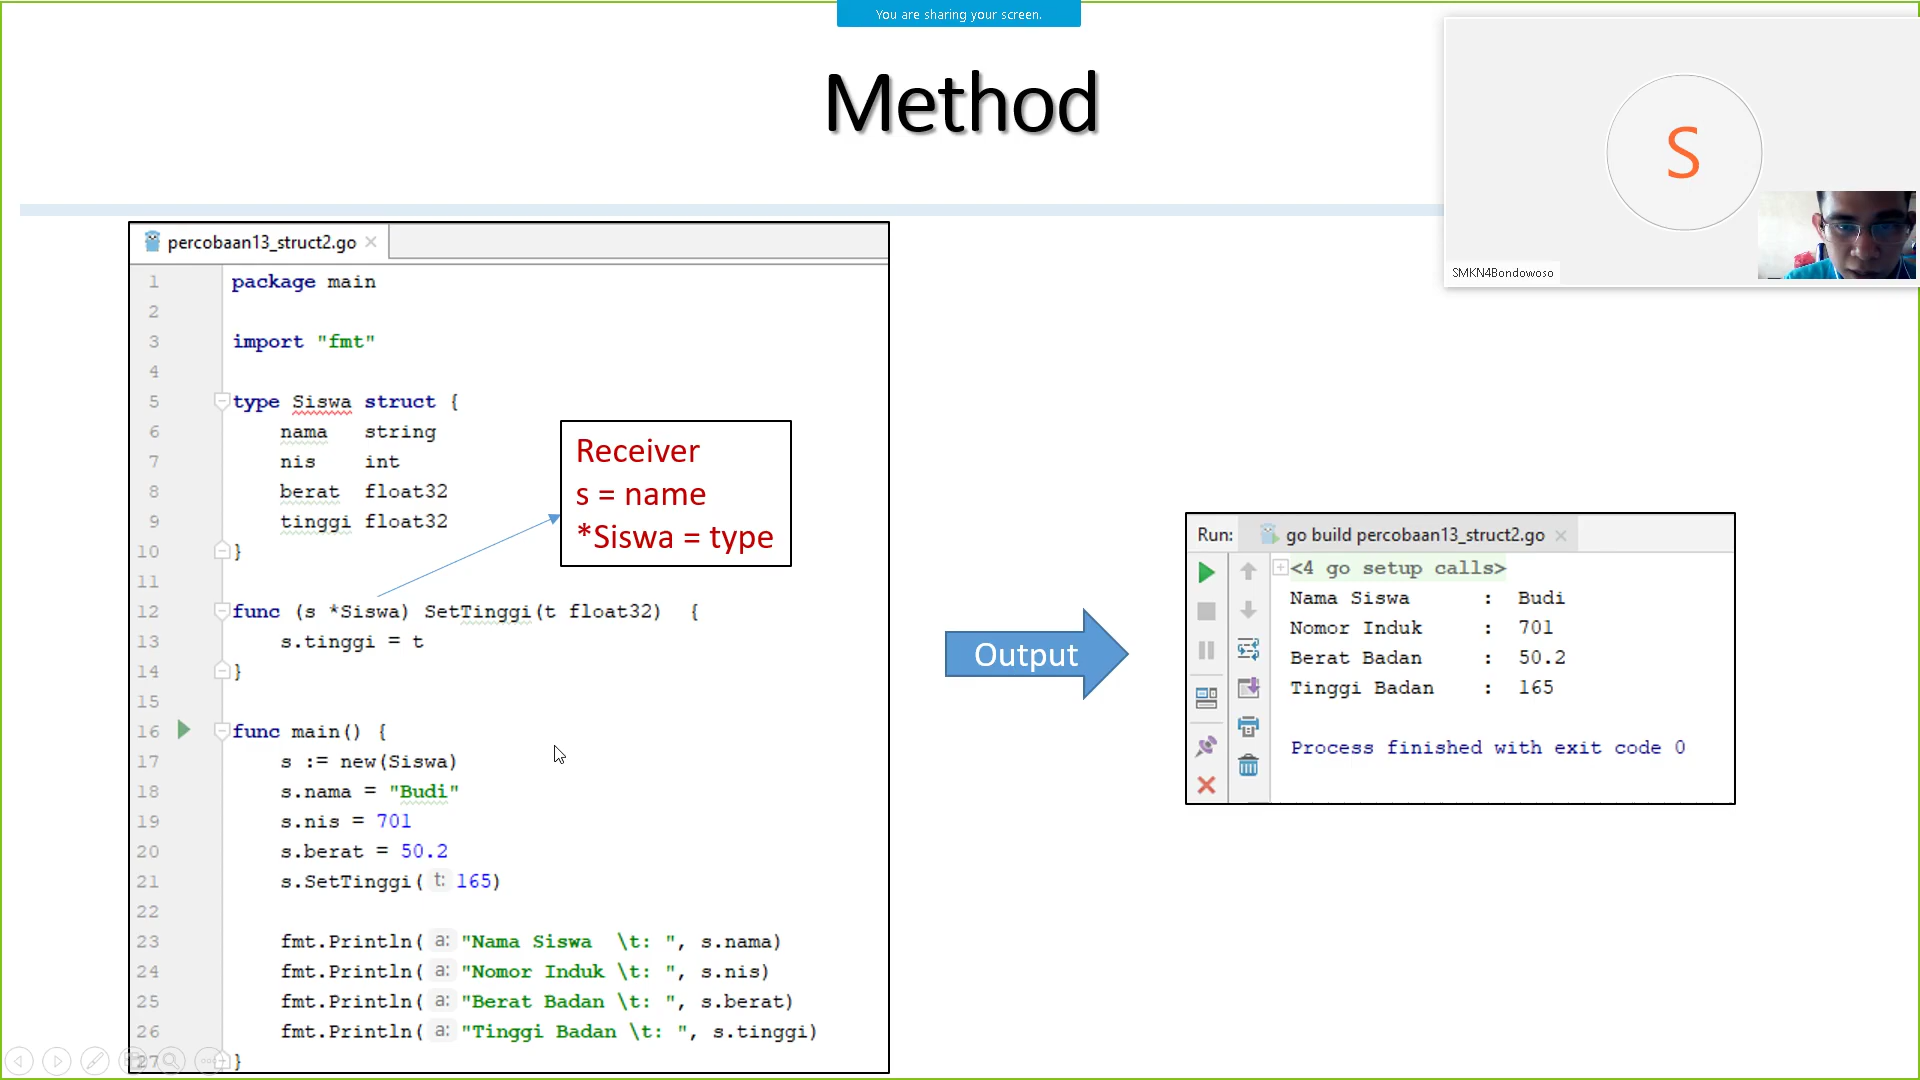 You are sharing your screen.
Method
S
SMKN4Bondowoso
percobaan13_struct2.go
1 package main
2
3 import "fmt"
4
5 type Siswa struct {
6 nama string
7 nis int
8 berat float32
9 tinggi float32
10 }
11
12 func (s *Siswa) SetTinggi(t float32) {
13 s.tinggi = t
14 }
15
16 func main() {
17 s := new(Siswa)
18 s.nama = "Budi"
19 s.nis = 701
20 s.berat = 50.2
21 s.SetTinggi( t: 165)
22
23 fmt.Println( a: "Nama Siswa \t: ", s.nama)
24 fmt.Println( a: "Nomor Induk \t: ", s.nis)
25 fmt.Println( a: "Berat Badan \t: ", s.berat)
26 fmt.Println( a: "Tinggi Badan \t: ", s.tinggi)
27 }
Receiver
s = name
*Siswa = type
Output
Run: go build percobaan13_struct2.go
<4 go setup calls>
Nama Siswa : Budi
Nomor Induk : 701
Berat Badan : 50.2
Tinggi Badan : 165
Process finished with exit code 0